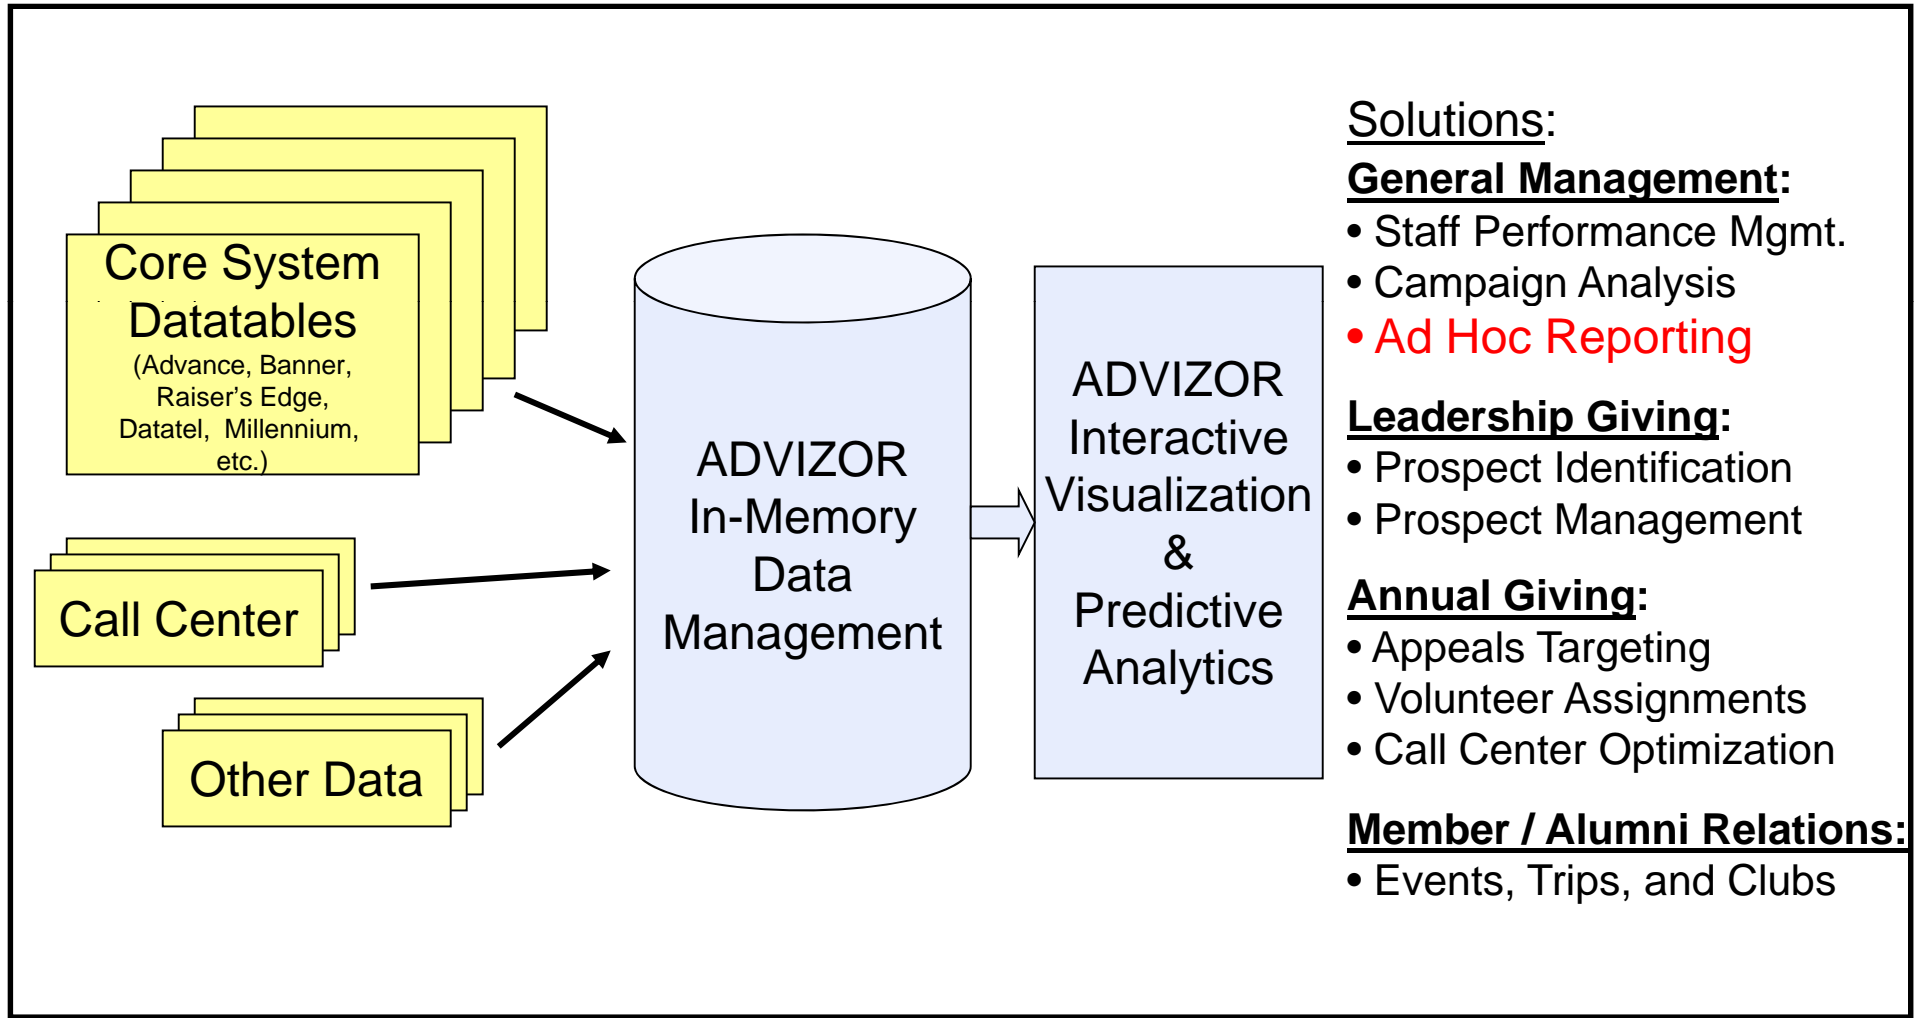 Core System
Datatables
(Advance, Banner,
Raiser’s Edge,
Datatel, Millennium,
etc.)
Call Center
Other Data
ADVIZOR
In-Memory
Data
Management
ADVIZOR
Interactive
Visualization
&
Predictive
Analytics
Solutions:
General Management:
• Staff Performance Mgmt.
• Campaign Analysis
• Ad Hoc Reporting
Leadership Giving:
• Prospect Identification
• Prospect Management
Annual Giving:
• Appeals Targeting
• Volunteer Assignments
• Call Center Optimization
Member / Alumni Relations:
• Events, Trips, and Clubs